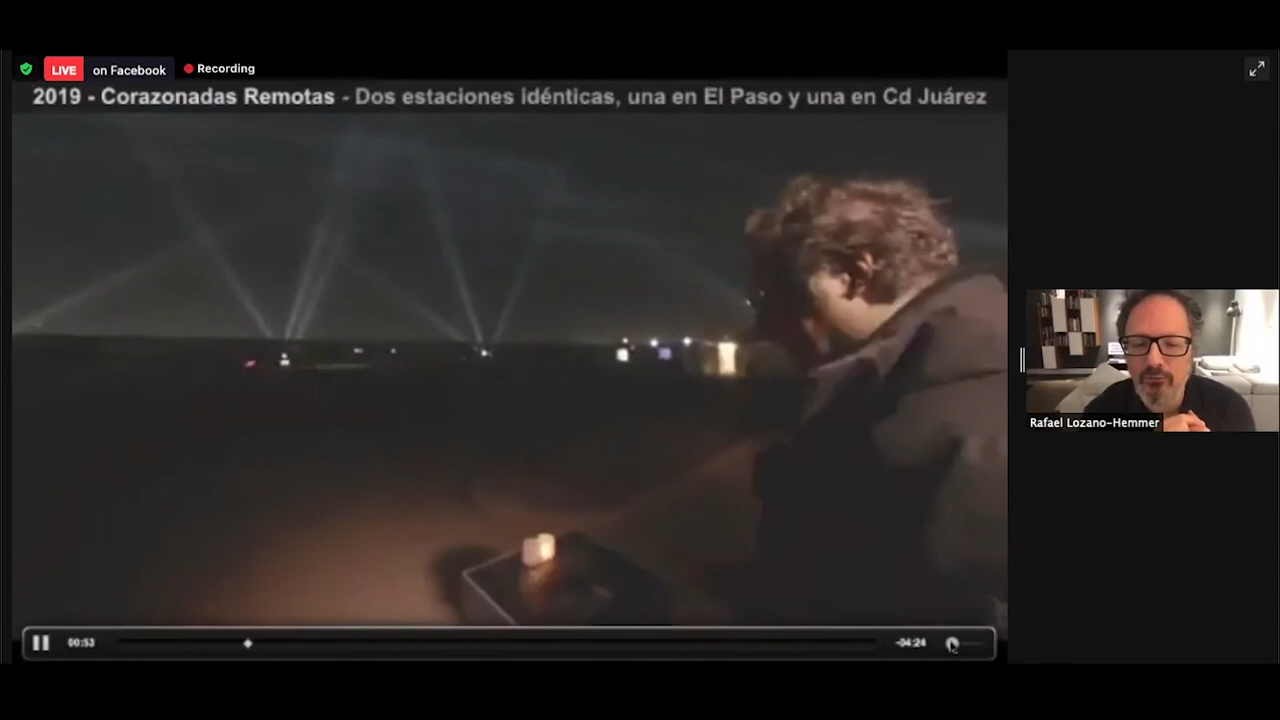 LIVE on Facebook Recording
2019 - Corazonadas Remotas - Dos estaciones idénticas, una en El Paso y una en Cd Juárez
Rafael Lozano-Hemmer
00:53
-04:24